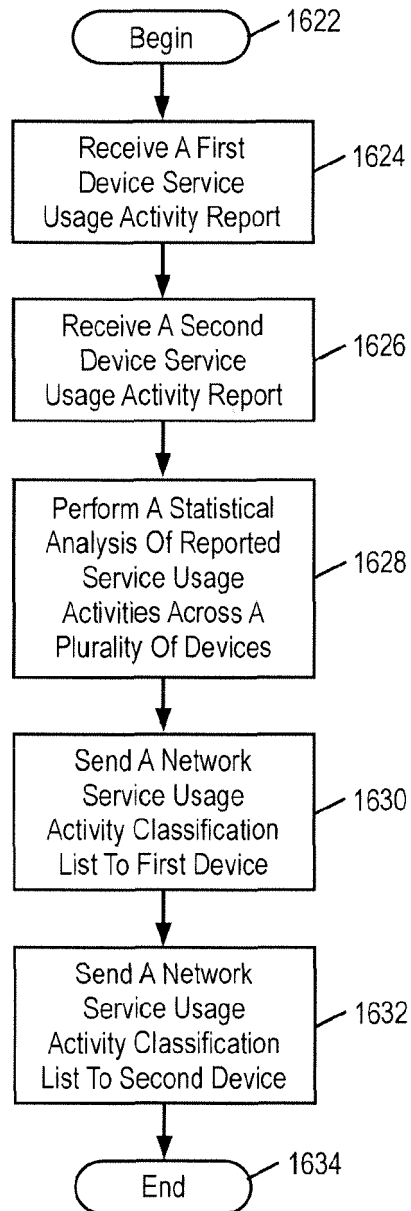 Begin
1622
Receive A First
Device Service
Usage Activity Report
1624
Receive A Second
Device Service
Usage Activity Report
1626
Perform A Statistical
Analysis Of Reported
Service Usage
Activities Across A
Plurality Of Devices
1628
Send A Network
Service Usage
Activity Classification
List To First Device
1630
Send A Network
Service Usage
Activity Classification
List To Second Device
1632
End
1634